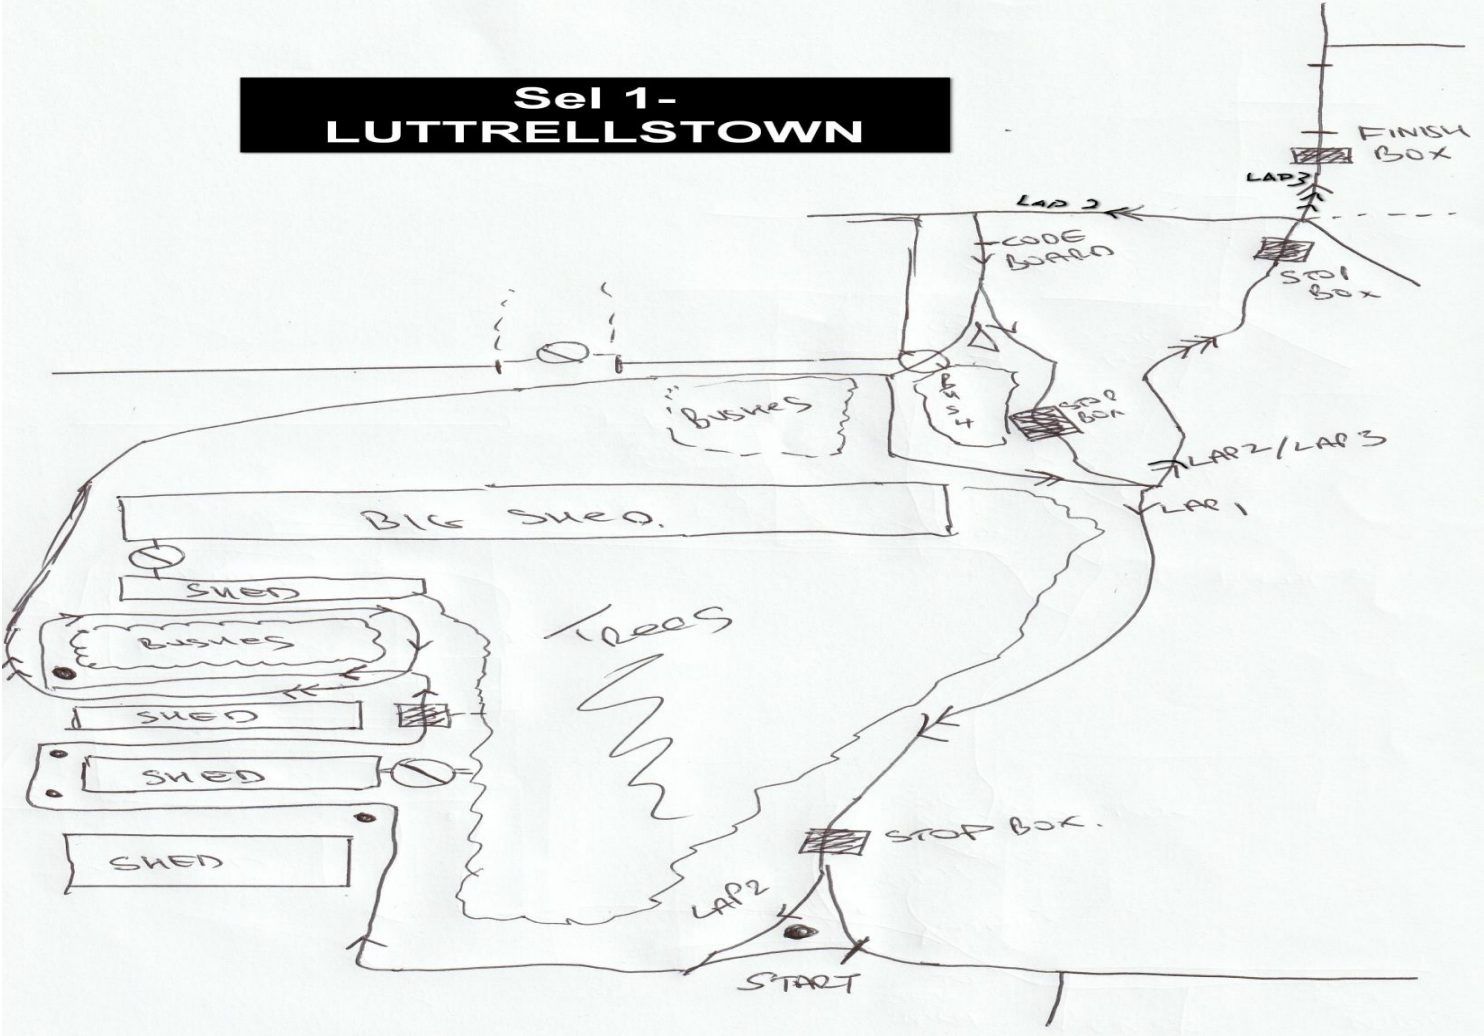 Sel 1-
LUTTRELLSTOWN
FINISH
BOX
LAP3
LAP 2
CODE
BOARD
STOP
BOX
BUSH
BUSHES
STOP
BOX
LAP2/LAP3
LAP1
BIG SHED.
SHED
BUSHES
TREES
SHED
SHED
STOP BOX.
SHED
LAP2
START